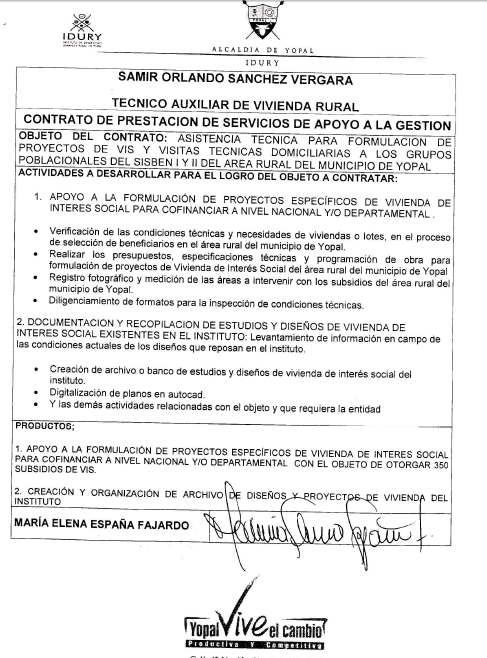 IDURY
ALCALDIA DE YOPAL
IDURY
SAMIR ORLANDO SANCHEZ VERGARA
TECNICO AUXILIAR DE VIVIENDA RURAL
CONTRATO DE PRESTACION DE SERVICIOS DE APOYO A LA GESTION
OBJETO DEL CONTRATO: ASISTENCIA TECNICA PARA FORMULACION DE
PROYECTOS DE VIS Y VISITAS TECNICAS DOMICILIARIAS A LOS GRUPOS
POBLACIONALES DEL SISBEN I Y II DEL AREA RURAL DEL MUNICIPIO DE YOPAL
ACTIVIDADES A DESARROLLAR PARA EL LOGRO DEL OBJETO A CONTRATAR:
1. APOYO A LA FORMULACIÓN DE PROYECTOS ESPECÍFICOS DE VIVIENDA DE
INTERES SOCIAL PARA COFINANCIAR A NIVEL NACIONAL Y/O DEPARTAMENTAL .
• Verificación de las condiciones técnicas y necesidades de viviendas o lotes, en el proceso
de selección de beneficiarios en el área rural del municipio de Yopal.
• Realizar los presupuestos, especificaciones técnicas y programación de obra para
formulación de proyectos de Vivienda de Interés Social del área rural del municipio de Yopal
• Registro fotográfico y medición de las áreas a intervenir con los subsidios del área rural del
municipio de Yopal.
• Diligenciamiento de formatos para la inspección de condiciones técnicas.
2. DOCUMENTACION Y RECOPILACION DE ESTUDIOS Y DISEÑOS DE VIVIENDA DE
INTERES SOCIAL EXISTENTES EN EL INSTITUTO: Levantamiento de información en campo de
las condiciones actuales de los diseños que reposan en el instituto.
• Creación de archivo o banco de estudios y diseños de vivienda de interés social del
instituto.
• Digitalización de planos en autocad.
• Y las demás actividades relacionadas con el objeto y que requiera la entidad
PRODUCTOS;
1. APOYO A LA FORMULACIÓN DE PROYECTOS ESPECÍFICOS DE VIVIENDA DE INTERES SOCIAL
PARA COFINANCIAR A NIVEL NACIONAL Y/O DEPARTAMENTAL CON EL OBJETO DE OTORGAR 350
SUBSIDIOS DE VIS.
2. CREACIÓN Y ORGANIZACIÓN DE ARCHIVO DE DISEÑOS Y PROYECTOS DE VIVIENDA DEL
INSTITUTO
MARÍA ELENA ESPAÑA FAJARDO
Yopal Vive el cambio
Productiva Y Competitiva